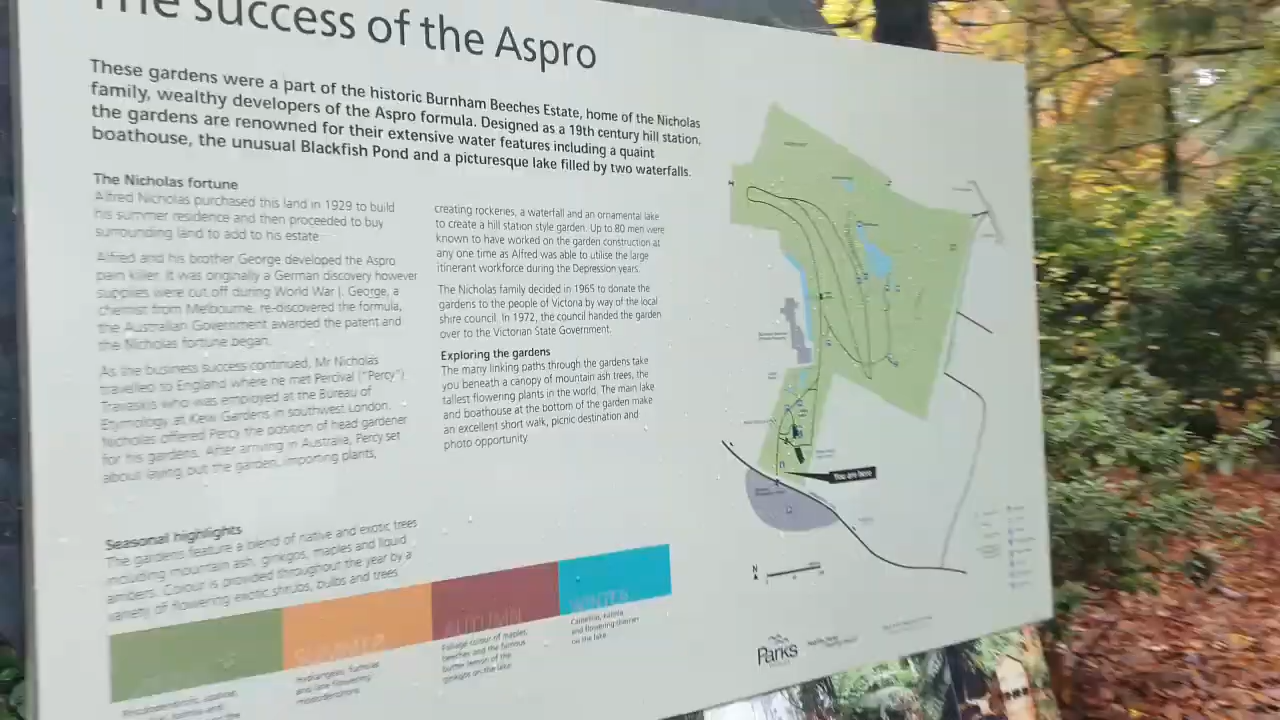 The success of the Aspro
These gardens were a part of the historic Burnham Beeches Estate, home of the Nicholas
family, wealthy developers of the Aspro formula. Designed as a 19th century hill station,
the gardens are renowned for their extensive water features including a quaint
boathouse, the unusual Blackfish Pond and a picturesque lake filled by two waterfalls.
The Nicholas fortune
Alfred Nicholas purchased this land in 1929 to build
his summer residence and then proceeded to buy
surrounding land to add to his estate.
Alfred and his brother George developed the Aspro
pain killer. It was originally a German discovery however
supplies were cut off during World War I. George, a
chemist from Melbourne, re-discovered the formula,
the Australian Government awarded the patent and
the Nicholas fortune began.
As the business success continued, Mr Nicholas
travelled to England where he met Percival ("Percy")
Trevaskis who was employed at the Bureau of
Etymology at Kew Gardens in southwest London.
Nicholas offered Percy the position of head gardener
for his gardens. After arriving in Australia, Percy set
about laying out the garden, importing plants,
creating rockeries, a waterfall and an ornamental lake
to create a hill station style garden. Up to 80 men were
known to have worked on the garden construction at
any one time as Alfred was able to utilise the large
itinerant workforce during the Depression years.
The Nicholas family decided in 1965 to donate the
gardens to the people of Victoria by way of the local
shire council. In 1972, the council handed the garden
over to the Victorian State Government.
Exploring the gardens
The many linking paths through the gardens take
you beneath a canopy of mountain ash trees, the
tallest flowering plants in the world. The main lake
and boathouse at the bottom of the garden make
an excellent short walk, picnic destination and
photo opportunity.
Seasonal highlights
The gardens feature a blend of native and exotic trees
including mountain ash, ginkgos, maples and liquid
ambers. Colour is provided throughout the year by a
variety of flowering exotic shrubs, bulbs and trees
SUMMER
Hydrangeas, fuchsias
and late flowering
rhododendrons
AUTUMN
Foliage colour of maples,
beeches and the famous
butter lemon of the
ginkgos on the lake
WINTER
Camellias, kalmia
and flowering cherries
on the lake
You are here
N
Parks